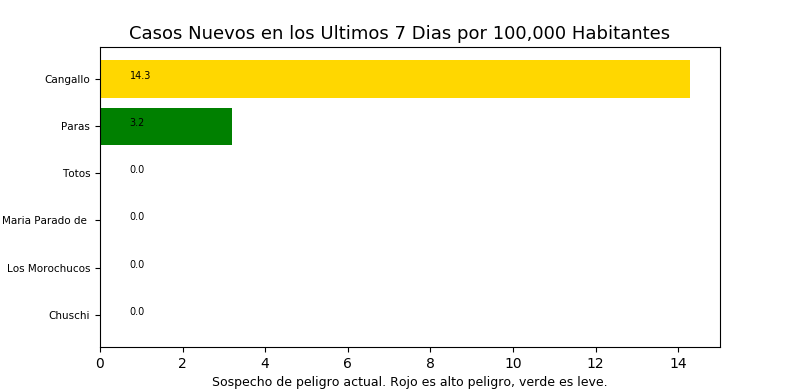 Casos Nuevos en los Ultimos 7 Dias por 100,000 Habitantes
Cangallo 14.3
Paras 3.2
Totos 0.0
Maria Parado de 0.0
Los Morochucos 0.0
Chuschi 0.0
0 2 4 6 8 10 12 14
Sospecho de peligro actual. Rojo es alto peligro, verde es leve.